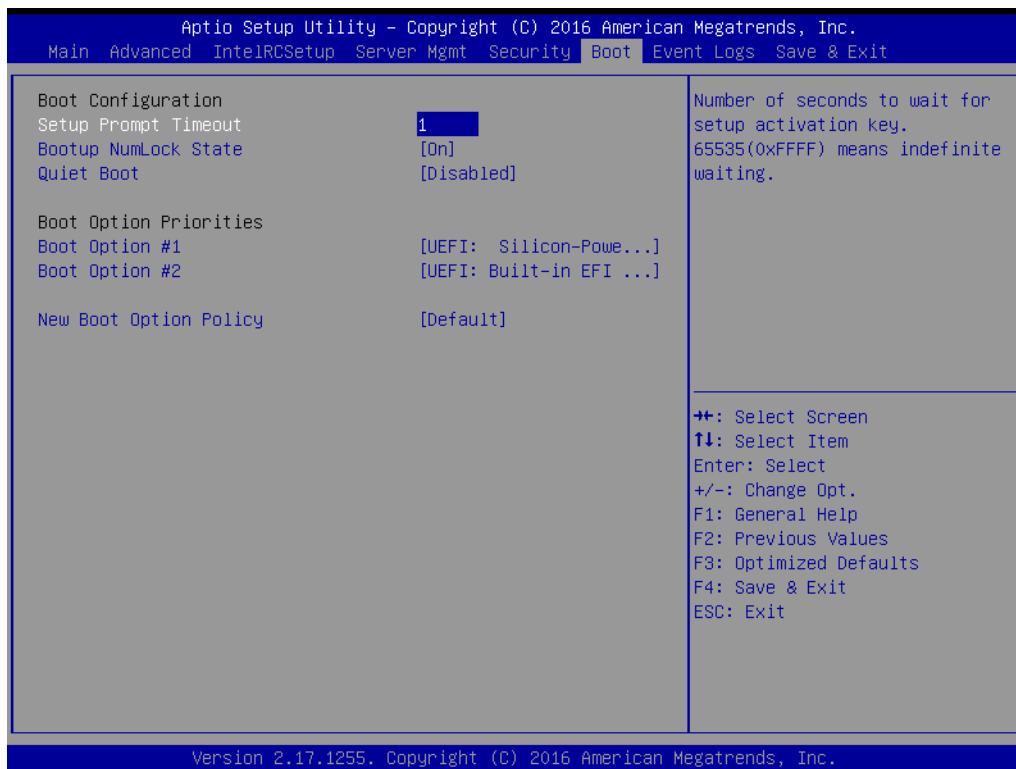 Aptio Setup Utility – Copyright (C) 2016 American Megatrends, Inc.
Main Advanced IntelRCSetup Server Mgmt Security Boot Event Logs Save & Exit
Boot Configuration
Setup Prompt Timeout 1
Bootup NumLock State [On]
Quiet Boot [Disabled]
Boot Option Priorities
Boot Option #1 [UEFI: Silicon-Powe...]
Boot Option #2 [UEFI: Built-in EFI ...]
New Boot Option Policy [Default]
Number of seconds to wait for
setup activation key.
65535(0xFFFF) means indefinite
waiting.
→←: Select Screen
↑↓: Select Item
Enter: Select
+/-: Change Opt.
F1: General Help
F2: Previous Values
F3: Optimized Defaults
F4: Save & Exit
ESC: Exit
Version 2.17.1255. Copyright (C) 2016 American Megatrends, Inc.